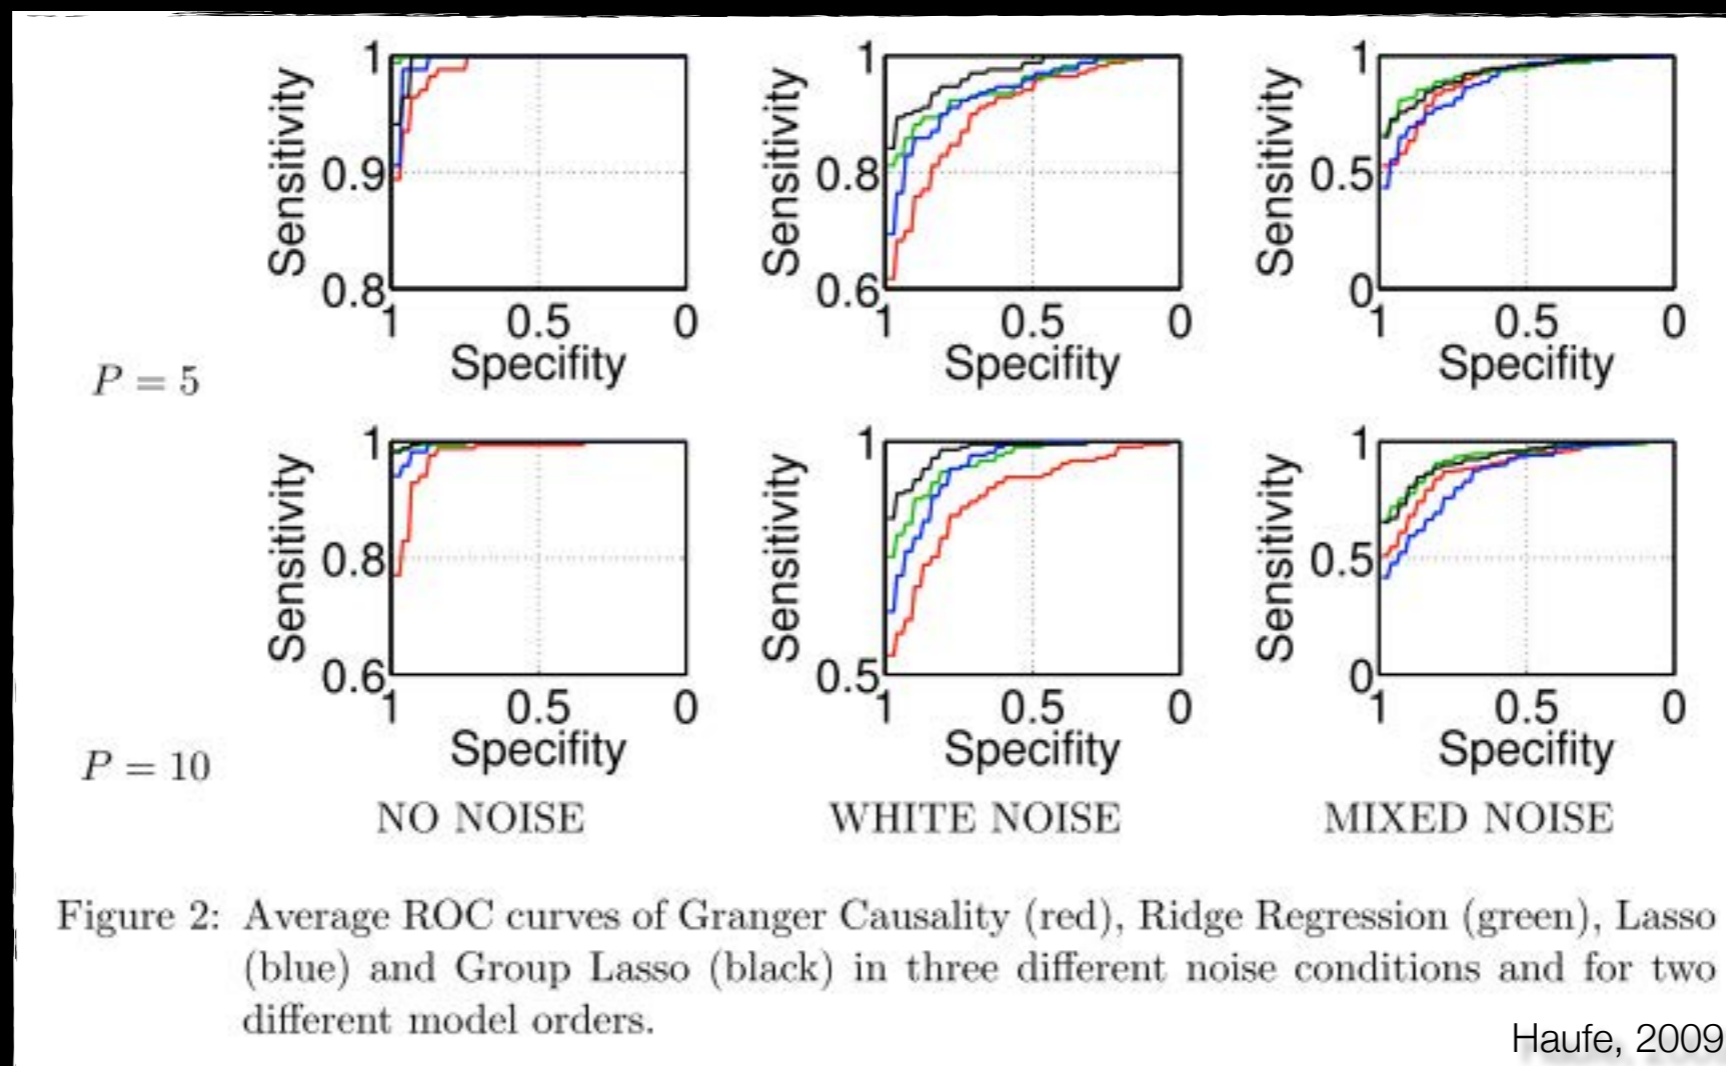 1
0.9
0.8
1
0.5
0
Sensitivity
Specifity
1
0.8
0.6
1
0.5
0
Sensitivity
Specifity
1
0.5
0
1
0.5
0
Sensitivity
Specifity
P = 5
1
0.8
0.6
1
0.5
0
Sensitivity
Specifity
1
0.5
1
0.5
0
Sensitivity
Specifity
1
0.5
0
1
0.5
0
Sensitivity
Specifity
P = 10
NO NOISE
WHITE NOISE
MIXED NOISE
Figure 2: Average ROC curves of Granger Causality (red), Ridge Regression (green), Lasso
(blue) and Group Lasso (black) in three different noise conditions and for two
different model orders.
Haufe, 2009